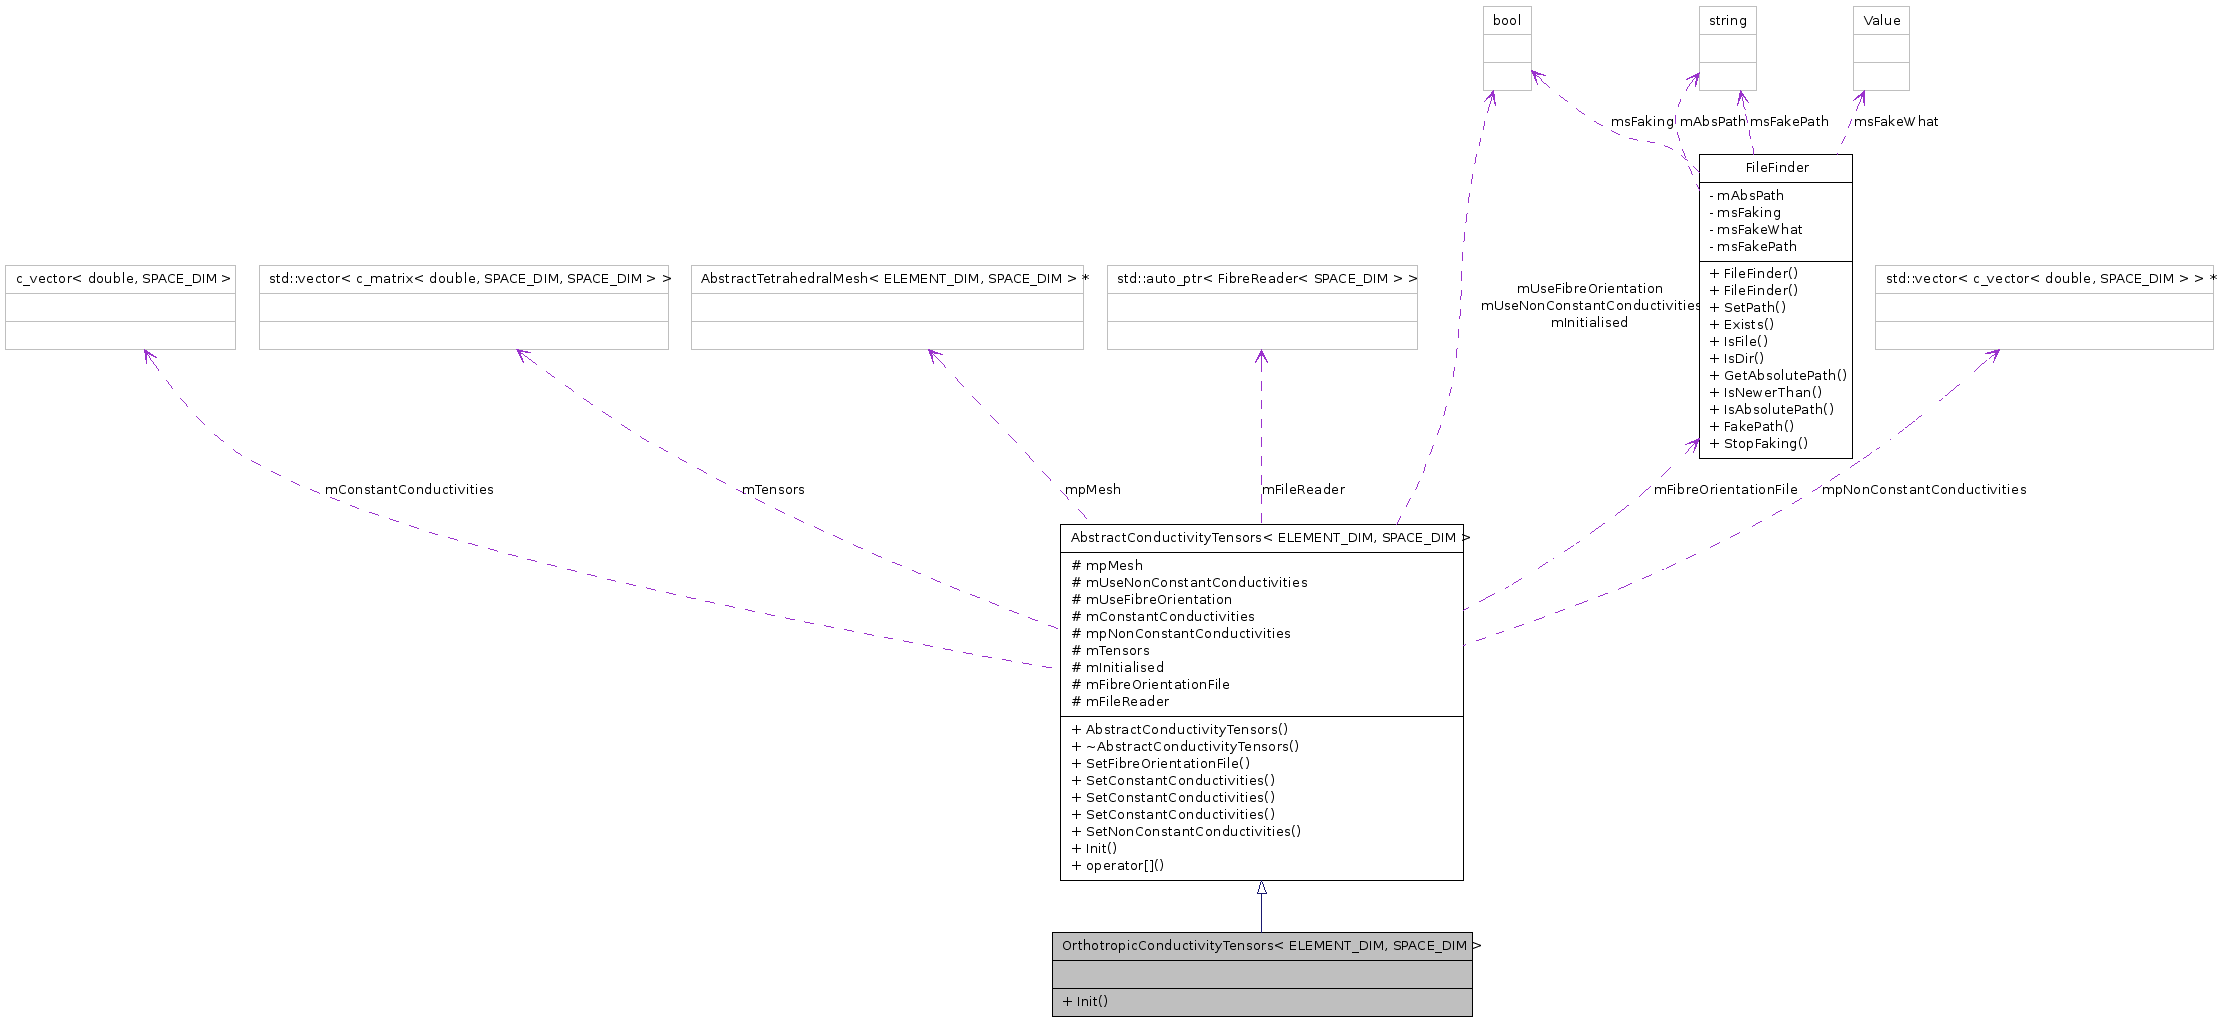 bool
string
Value
msFaking
mAbsPath
msFakePath
msFakeWhat
FileFinder
- mAbsPath
- msFaking
- msFakeWhat
- msFakePath
+ FileFinder()
+ FileFinder()
+ SetPath()
+ Exists()
+ IsFile()
+ IsDir()
+ GetAbsolutePath()
+ IsNewerThan()
+ IsAbsolutePath()
+ FakePath()
+ StopFaking()
c_vector< double, SPACE_DIM >
std::vector< c_matrix< double, SPACE_DIM, SPACE_DIM > >
AbstractTetrahedralMesh< ELEMENT_DIM, SPACE_DIM > *
std::auto_ptr< FibreReader< SPACE_DIM > >
mUseFibreOrientation
mUseNonConstantConductivities
mInitialised
std::vector< c_vector< double, SPACE_DIM > > *
mConstantConductivities
mTensors
mpMesh
mFileReader
mFibreOrientationFile
mpNonConstantConductivities
AbstractConductivityTensors< ELEMENT_DIM, SPACE_DIM >
# mpMesh
# mUseNonConstantConductivities
# mUseFibreOrientation
# mConstantConductivities
# mpNonConstantConductivities
# mTensors
# mInitialised
# mFibreOrientationFile
# mFileReader
+ AbstractConductivityTensors()
+ ~AbstractConductivityTensors()
+ SetFibreOrientationFile()
+ SetConstantConductivities()
+ SetConstantConductivities()
+ SetConstantConductivities()
+ SetNonConstantConductivities()
+ Init()
+ operator[]()
OrthotropicConductivityTensors< ELEMENT_DIM, SPACE_DIM >
+ Init()